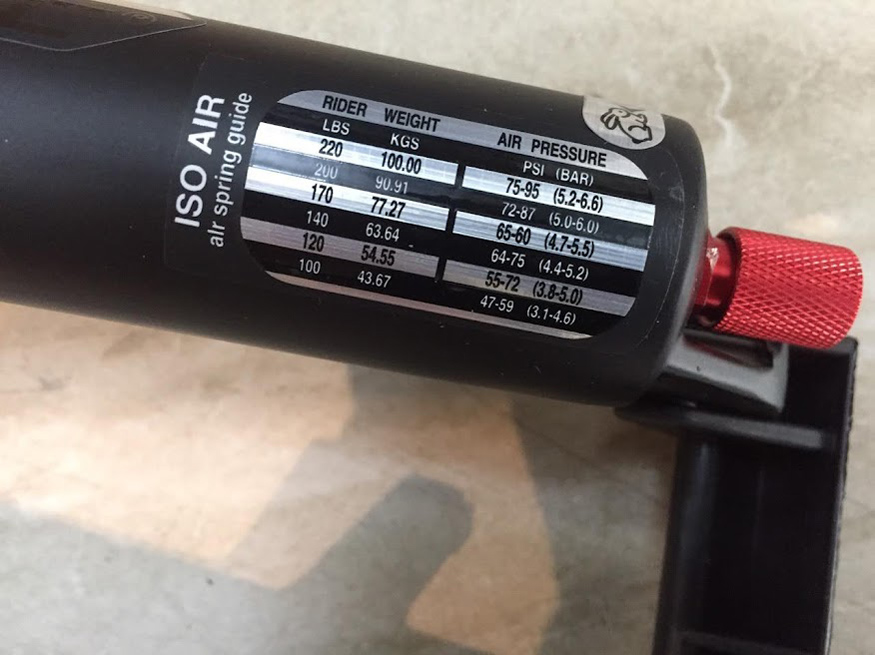 ISO AIR
air spring guide
RIDER WEIGHT AIR PRESSURE
LBS KGS PSI (BAR)
220 100.00 75-95 (5.2-6.6)
200 90.91 72-87 (5.0-6.0)
170 77.27 65-60 (4.7-5.5)
140 63.64 64-75 (4.4-5.2)
120 54.55 55-72 (3.8-5.0)
100 43.67 47-59 (3.1-4.6)